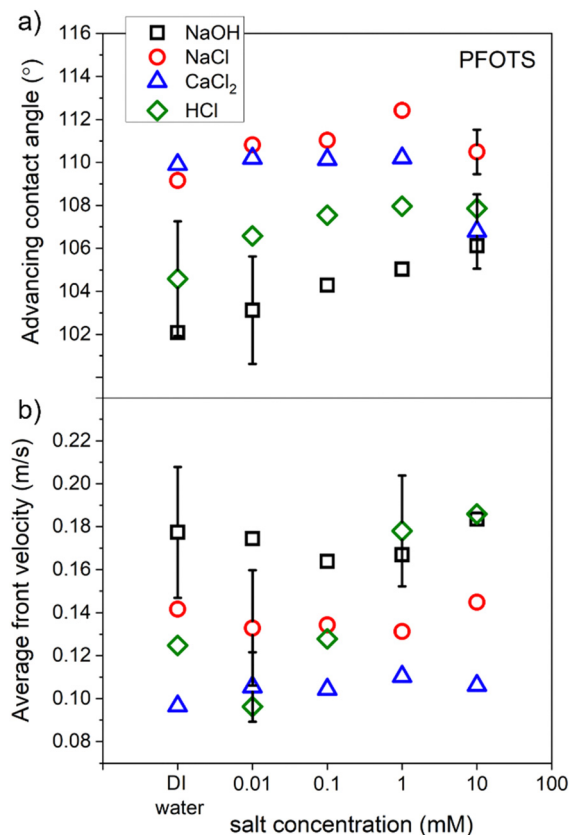 a)
116
114
112
110
108
106
104
102
Advancing contact angle (°)
NaOH
NaCl
CaCl₂
HCl
PFOTS
b)
0.22
0.20
0.18
0.16
0.14
0.12
0.10
0.08
Average front velocity (m/s)
DI water
0.01
0.1
1
10
100
salt concentration (mM)